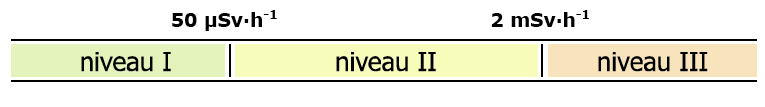 50 µSv·h⁻¹ 2 mSv·h⁻¹
niveau I niveau II niveau III